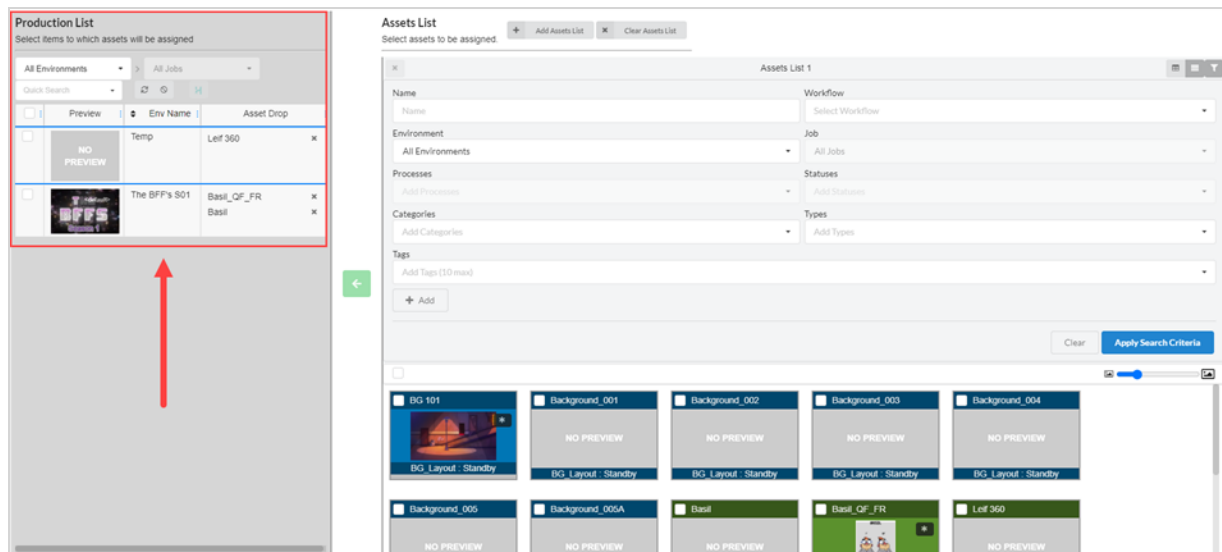 Production List
Select items to which assets will be assigned
All Environments
>
All Jobs
Quick Search
Preview
Env Name
Asset Drop
NO PREVIEW
Temp
Leif 360
BFFS
The BFF's S01
Basil_QF_FR
Basil
Assets List
Select assets to be assigned.
Add Assets List
Clear Assets List
Assets List 1
Name
Workflow
Name
Select Workflow
Environment
Job
All Environments
All Jobs
Processes
Statuses
Add Processes
Add Statuses
Categories
Types
Add Categories
Add Types
Tags
Add Tags (10 max)
+ Add
Clear
Apply Search Criteria
BG 101
Background_001
Background_002
Background_003
Background_004
NO PREVIEW
NO PREVIEW
NO PREVIEW
NO PREVIEW
BG_Layout : Standby
BG_Layout : Standby
BG_Layout : Standby
BG_Layout : Standby
BG_Layout : Standby
Background_005
Background_005A
Basil
Basil_QF_FR
Leif 360
NO PREVIEW
NO PREVIEW
NO PREVIEW
NO PREVIEW